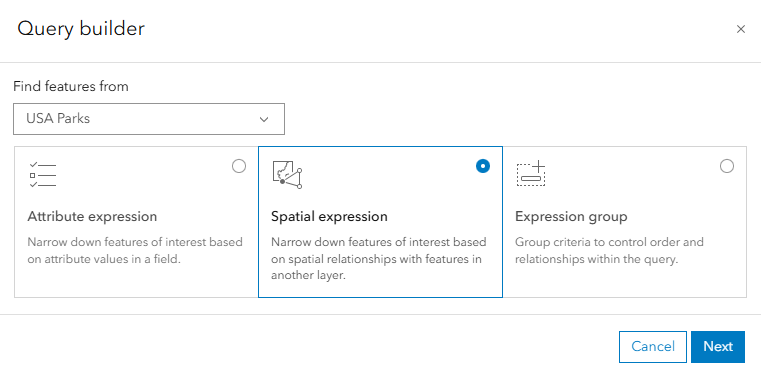 Query builder
Find features from
USA Parks
Attribute expression
Narrow down features of interest based
on attribute values in a field.
Spatial expression
Narrow down features of interest based
on spatial relationships with features in
another layer.
Expression group
Group criteria to control order and
relationships within the query.
Cancel
Next